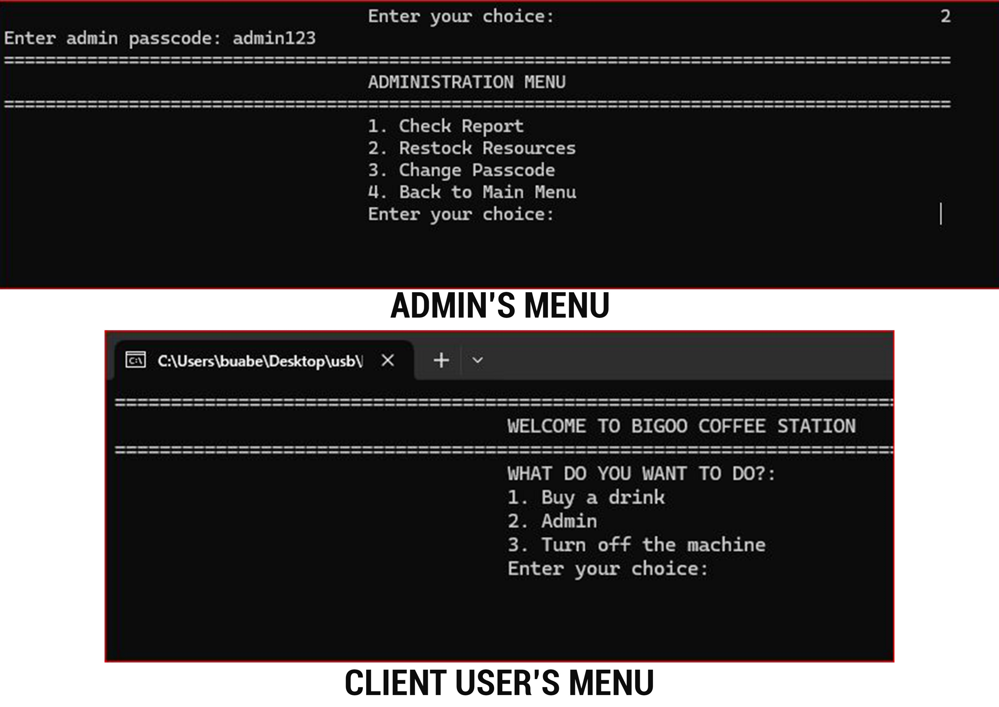 Enter your choice: 2
Enter admin passcode: admin123
===========================================================================================
ADMINISTRATION MENU
===========================================================================================
1. Check Report
2. Restock Resources
3. Change Passcode
4. Back to Main Menu
Enter your choice:
ADMIN'S MENU
C:\Users\buabe\Desktop\usb\
======================================================================
WELCOME TO BIGOO COFFEE STATION
======================================================================
WHAT DO YOU WANT TO DO?:
1. Buy a drink
2. Admin
3. Turn off the machine
Enter your choice:
CLIENT USER'S MENU